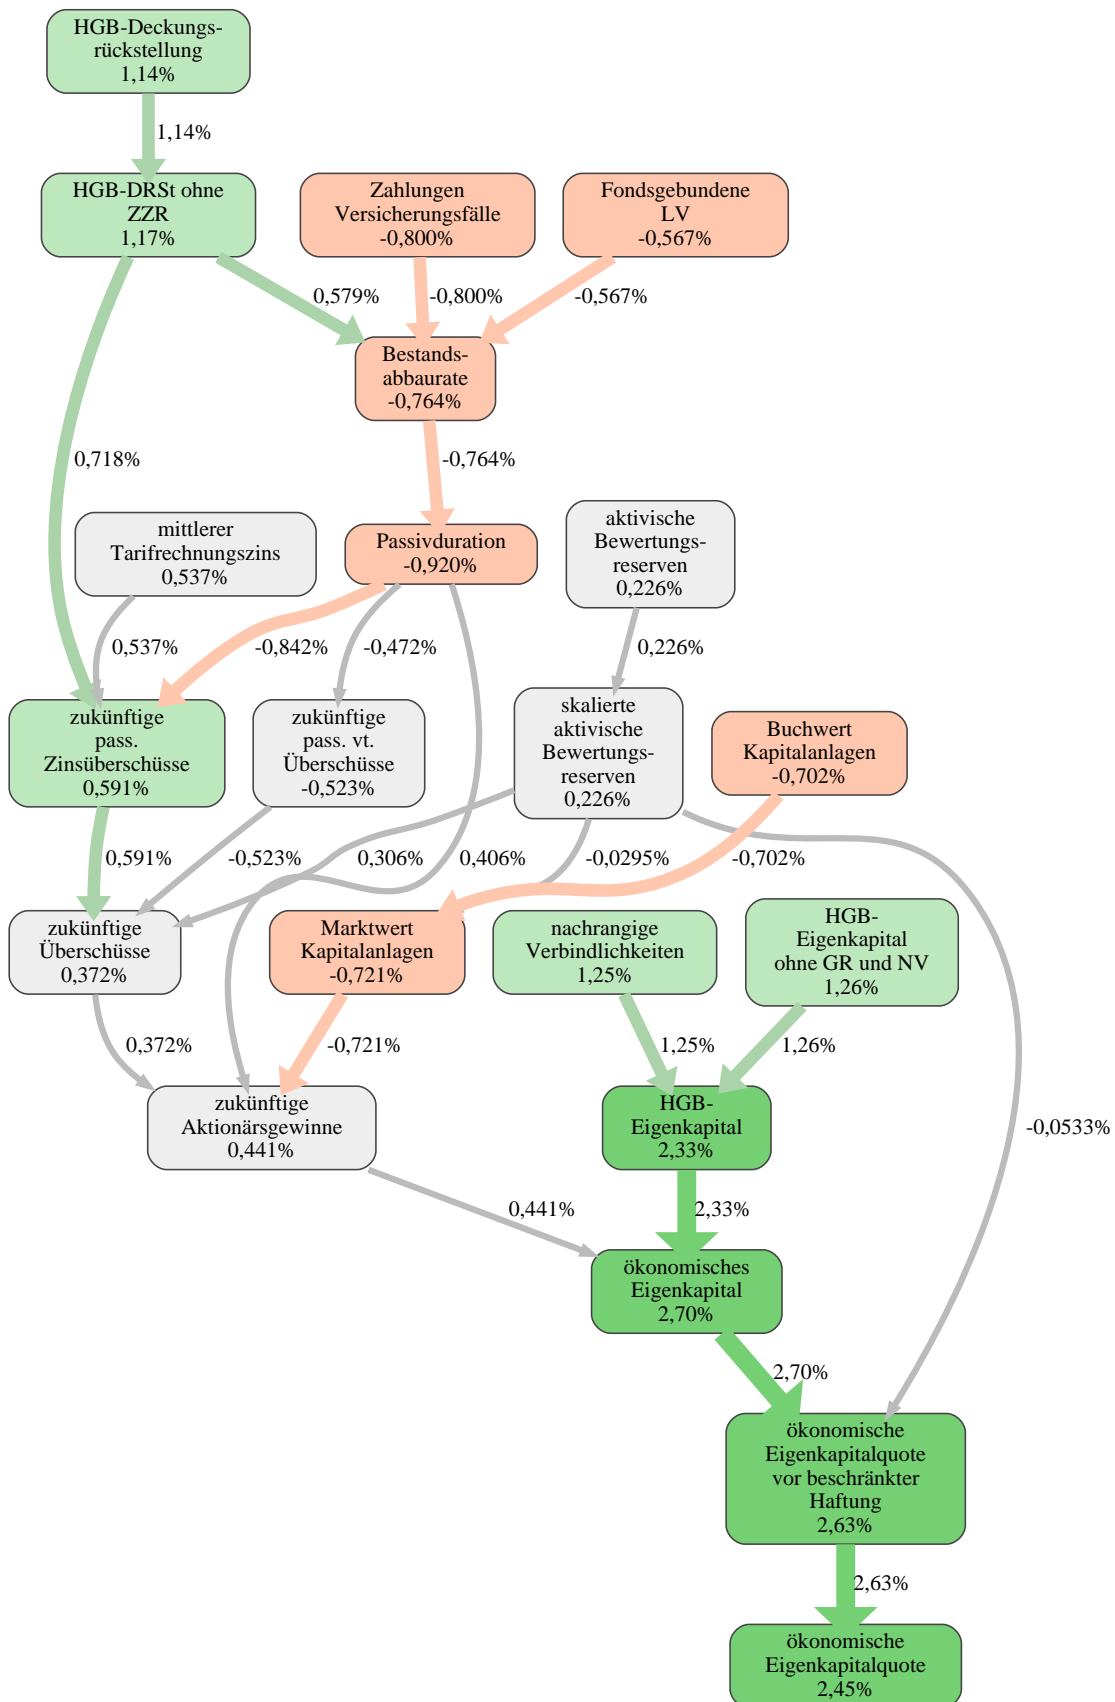 HGB-Deckungs-
rückstellung
1,14%
1,14%
HGB-DRSt ohne
ZZR
1,17%
Zahlungen
Versicherungsfälle
-0,800%
Fondsgebundene
LV
-0,567%
0,579%
-0,800%
-0,567%
Bestands-
abbaurate
-0,764%
0,718%
-0,764%
mittlerer
Tarifrechnungszins
0,537%
Passivduration
-0,920%
aktivische
Bewertungs-
reserven
0,226%
0,537%
-0,842%
-0,472%
0,226%
zukünftige
pass.
Zinsüberschüsse
0,591%
zukünftige
pass. vt.
Überschüsse
-0,523%
skalierte
aktivische
Bewertungs-
reserven
0,226%
Buchwert
Kapitalanlagen
-0,702%
0,591%
-0,523%
0,306%
0,406%
-0,0295%
-0,702%
zukünftige
Überschüsse
0,372%
Marktwert
Kapitalanlagen
-0,721%
nachrangige
Verbindlichkeiten
1,25%
HGB-
Eigenkapital
ohne GR und NV
1,26%
0,372%
-0,721%
1,25%
1,26%
zukünftige
Aktionärsgewinne
0,441%
HGB-
Eigenkapital
2,33%
-0,0533%
0,441%
2,33%
ökonomisches
Eigenkapital
2,70%
2,70%
ökonomische
Eigenkapitalquote
vor beschränkter
Haftung
2,63%
2,63%
ökonomische
Eigenkapitalquote
2,45%